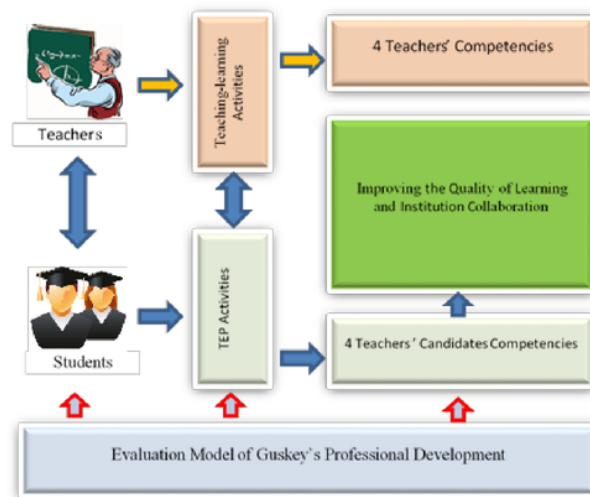 Teachers
Teaching-learning
Activities
4 Teachers' Competencies
Improving the Quality of Learning
and Institution Collaboration
Students
TEP Activities
4 Teachers' Candidates Competencies
Evaluation Model of Guskey's Professional Development